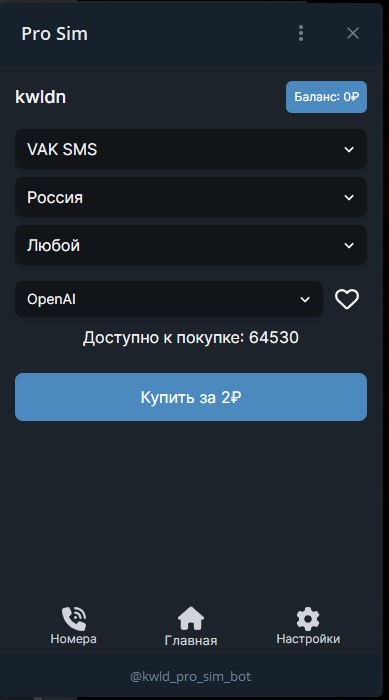 Pro Sim
kwldn
Баланс: 0₽
VAK SMS
Россия
Любой
OpenAI
Доступно к покупке: 64530
Купить за 2₽
Номера
Главная
Настройки
@kwld_pro_sim_bot